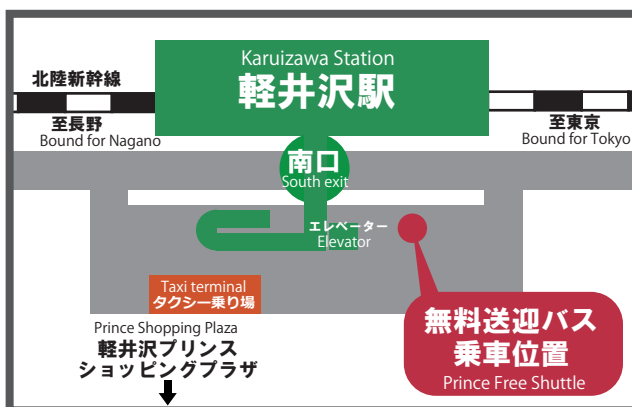 Karuizawa Station
軽井沢駅
北陸新幹線
至長野
Bound for Nagano
至東京
Bound for Tokyo
南口
South exit
エレベーター
Elevator
Taxi terminal
タクシー乗り場
Prince Shopping Plaza
軽井沢プリンス
ショッピングプラザ
無料送迎バス
乗車位置
Prince Free Shuttle